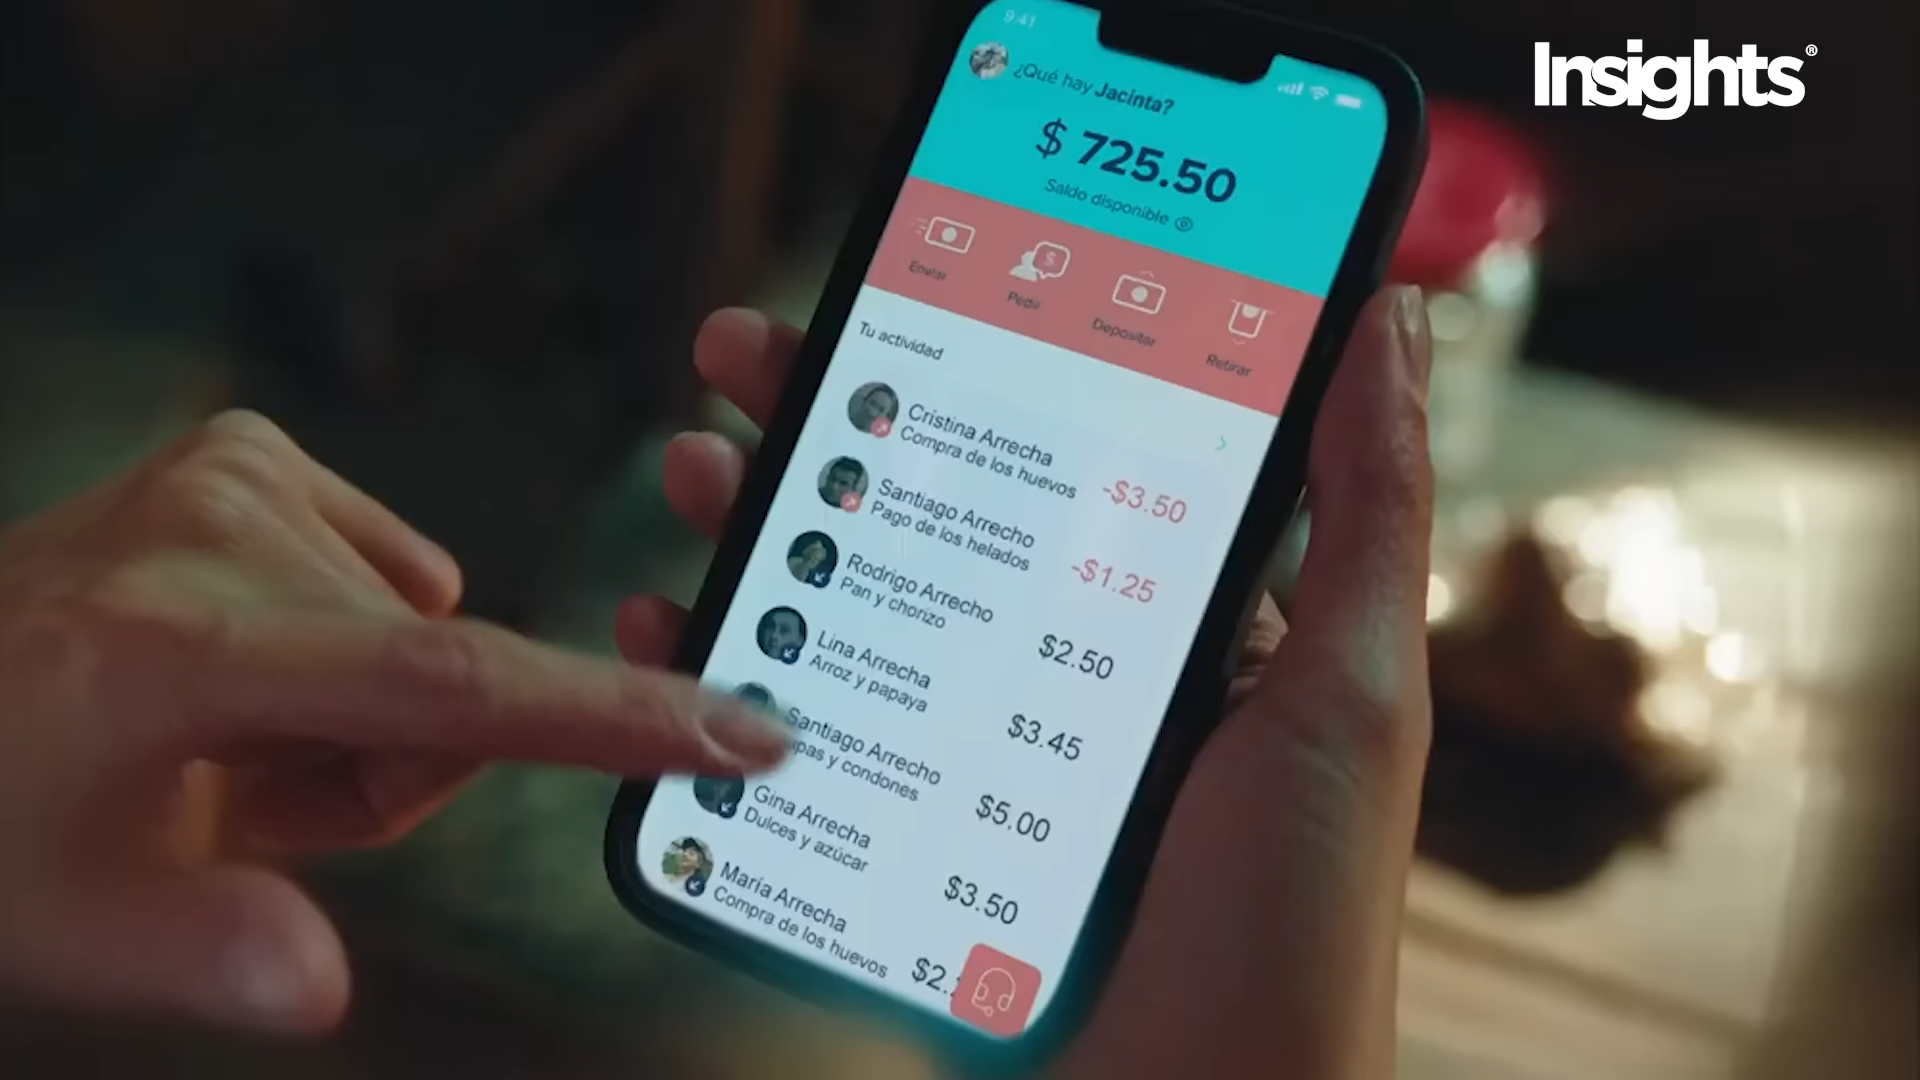 Insights®
9:41
¿Qué hay Jacinta?
$ 725.50
Saldo disponible
Enviar
Pedir
Depositar
Retirar
Tu actividad
Cristina Arrecha
Compra de los huevos
-$3.50
Santiago Arrecho
Pago de los helados
-$1.25
Rodrigo Arrecho
Pan y chorizo
$2.50
Lina Arrecha
Arroz y papaya
$3.45
Santiago Arrecho
y condones
$5.00
Gina Arrecha
Dulces y azúcar
$3.50
María Arrecha
Compra de los huevos
$2.